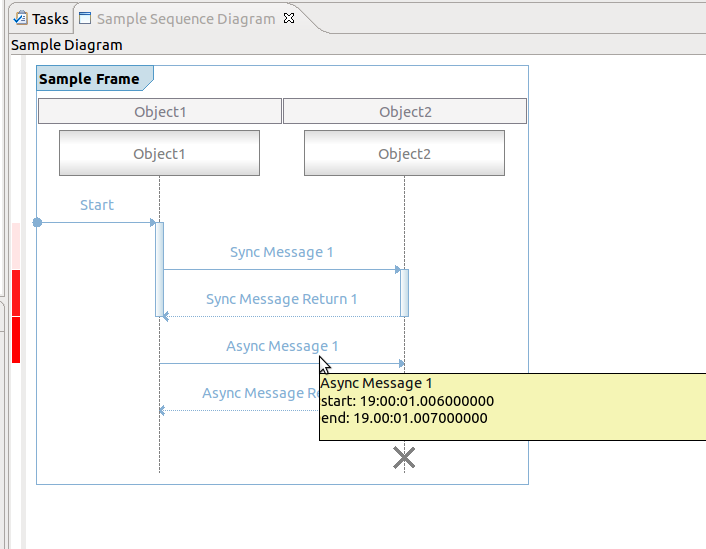 Tasks
Sample Sequence Diagram
Sample Diagram
Sample Frame
Object1
Object2
Object1
Object2
Start
Sync Message 1
Sync Message Return 1
Async Message 1
Async Message Re
Async Message 1
start: 19:00:01.006000000
end: 19.00:01.007000000